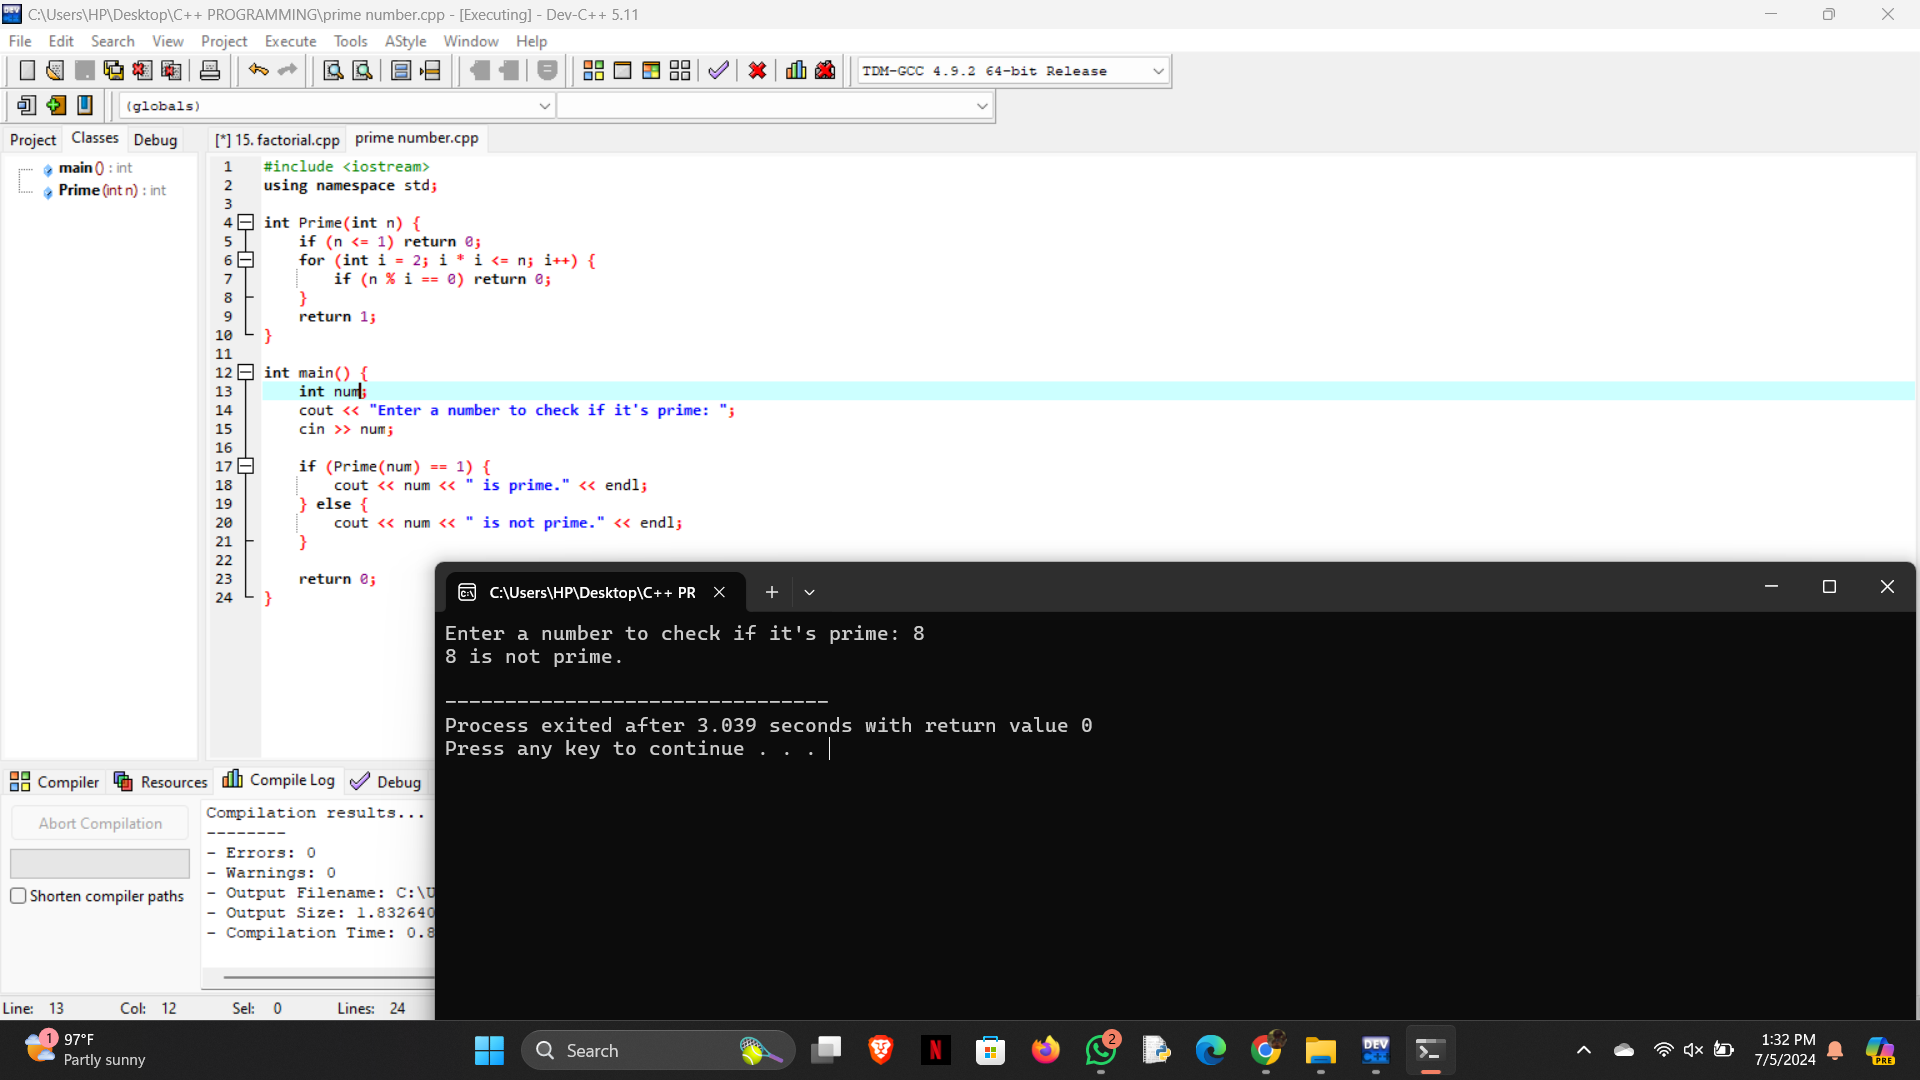 C:\Users\HP\Desktop\C++ PROGRAMMING\prime number.cpp - [Executing] - Dev-C++ 5.11
File Edit Search View Project Execute Tools AStyle Window Help
TDM-GCC 4.9.2 64-bit Release
(globals)
Project Classes Debug
[*] 15. factorial.cpp prime number.cpp
main () : int
Prime (int n) : int
1 #include <iostream>
2 using namespace std;
3
4 int Prime(int n) {
5 if (n <= 1) return 0;
6 for (int i = 2; i * i <= n; i++) {
7 if (n % i == 0) return 0;
8 }
9 return 1;
10 }
11
12 int main() {
13 int num;
14 cout << "Enter a number to check if it's prime: ";
15 cin >> num;
16
17 if (Prime(num) == 1) {
18 cout << num << " is prime." << endl;
19 } else {
20 cout << num << " is not prime." << endl;
21 }
22
23 return 0;
24 }
C:\Users\HP\Desktop\C++ PR
Enter a number to check if it's prime: 8
8 is not prime.
--------------------------------
Process exited after 3.039 seconds with return value 0
Press any key to continue . . .
Compiler Resources Compile Log Debug
Abort Compilation
Shorten compiler paths
Compilation results...
--------
- Errors: 0
- Warnings: 0
- Output Filename: C:\U
- Output Size: 1.832640
- Compilation Time: 0.8
Line: 13 Col: 12 Sel: 0 Lines: 24
1
97°F
Partly sunny
Search
N
2
DEV
C++
PRE
1:32 PM
7/5/2024